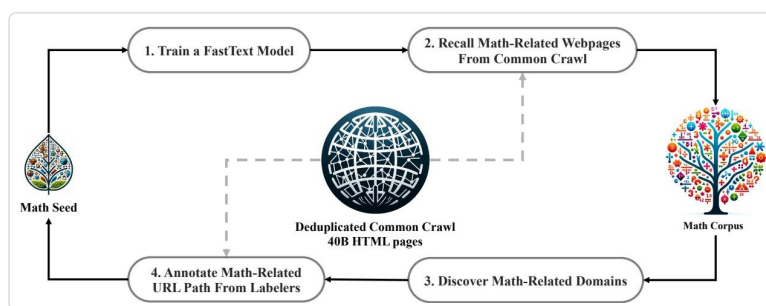 1. Train a FastText Model
2. Recall Math-Related Webpages
From Common Crawl
Math Seed
Deduplicated Common Crawl
40B HTML pages
Math Corpus
4. Annotate Math-Related
URL Path From Labelers
3. Discover Math-Related Domains